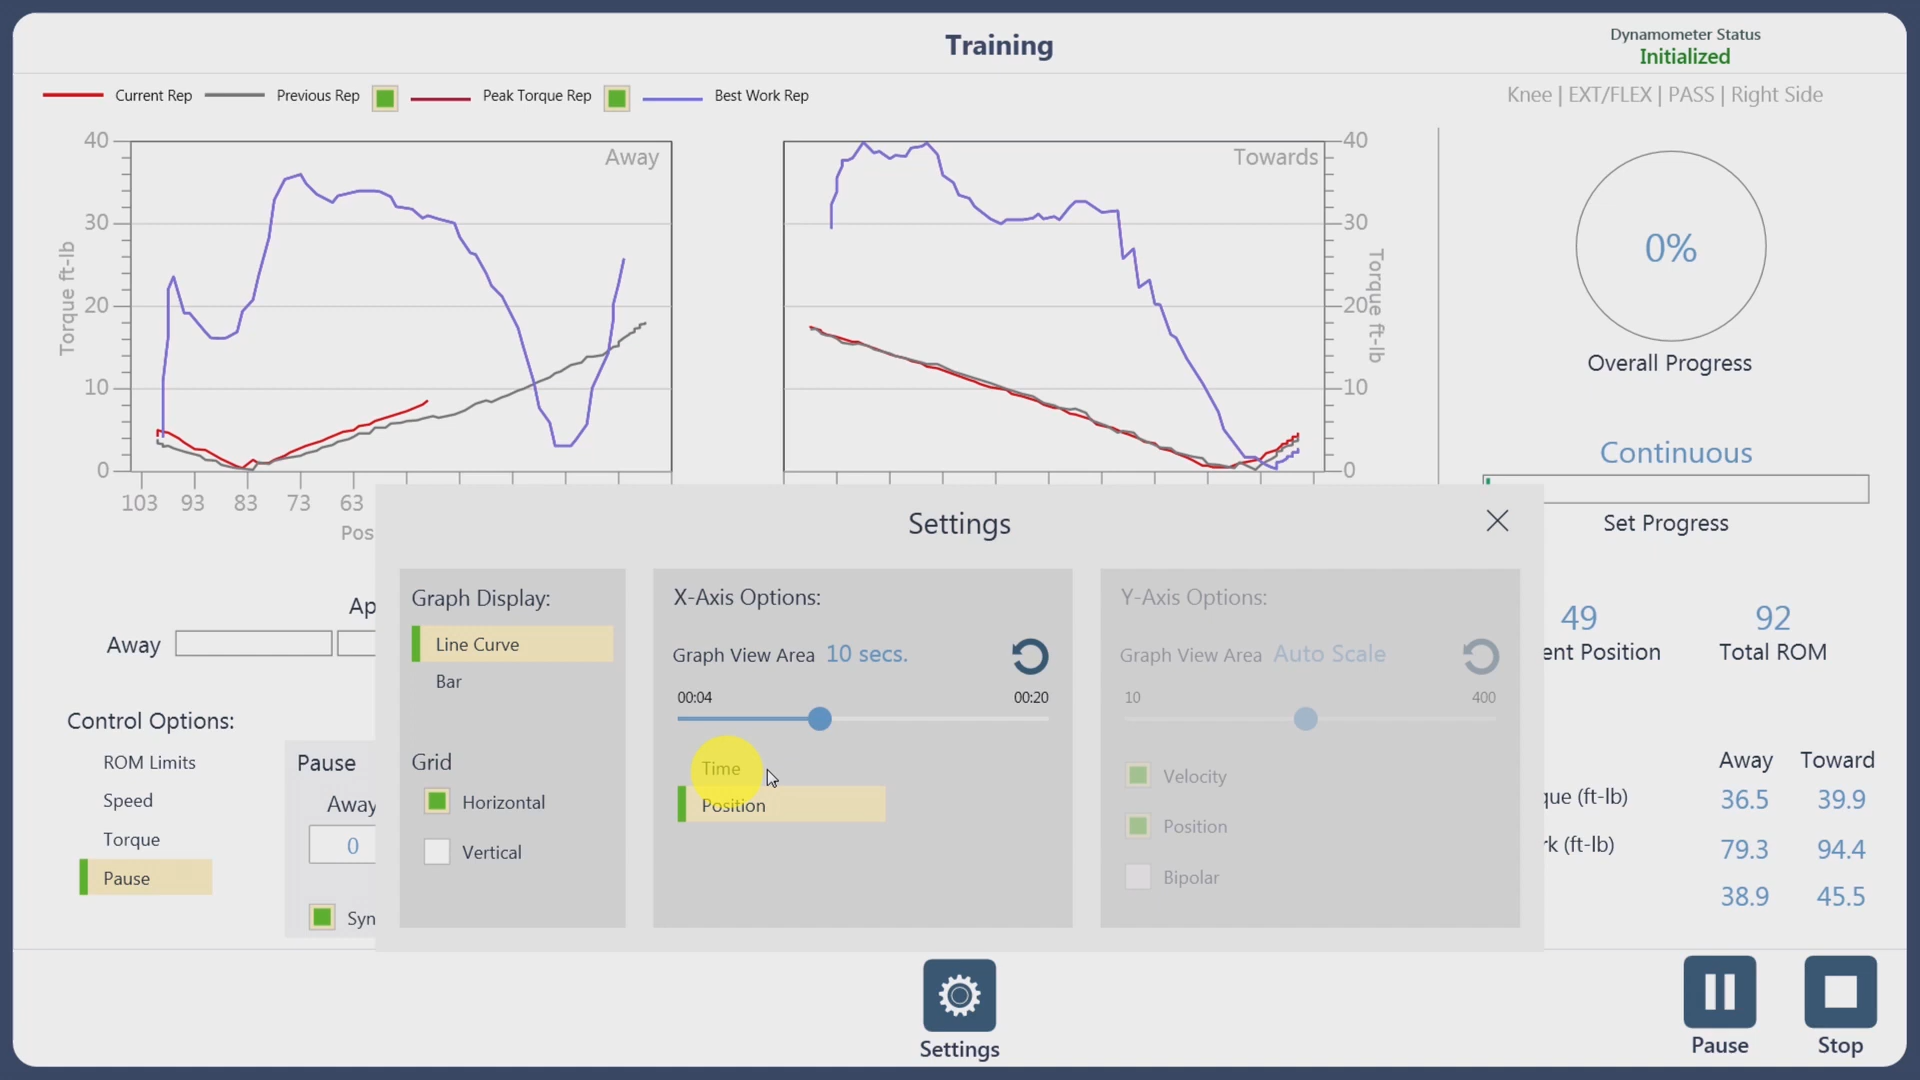 Training
Dynamometer Status
Initialized
Current Rep
Previous Rep
Peak Torque Rep
Best Work Rep
Knee | EXT/FLEX | PASS | Right Side
40
30
20
10
0
Torque ft-lb
Away
103
93
83
73
63
Pos
Towards
40
30
20
10
0
Torque ft-lb
0%
Overall Progress
Continuous
Set Progress
49
ent Position
92
Total ROM
Ap
Away
Control Options:
ROM Limits
Speed
Torque
Pause
Pause
Away
0
Syn
Settings
Graph Display:
Line Curve
Bar
Grid
Horizontal
Vertical
X-Axis Options:
Graph View Area 10 secs.
00:04 00:20
Time
Position
Y-Axis Options:
Graph View Area Auto Scale
10 400
Velocity
Position
Bipolar
Away Toward
que (ft-lb) 36.5 39.9
rk (ft-lb) 79.3 94.4
38.9 45.5
Settings
Pause
Stop